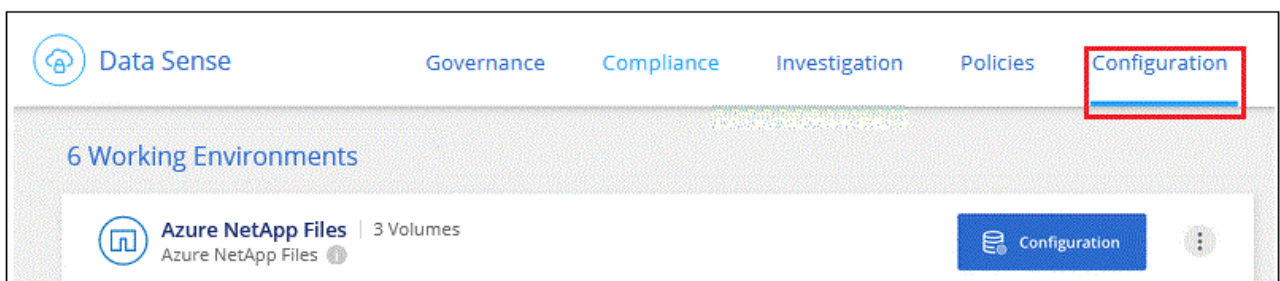 Data Sense Governance Compliance Investigation Policies Configuration
6 Working Environments
Azure NetApp Files 3 Volumes
Azure NetApp Files
Configuration